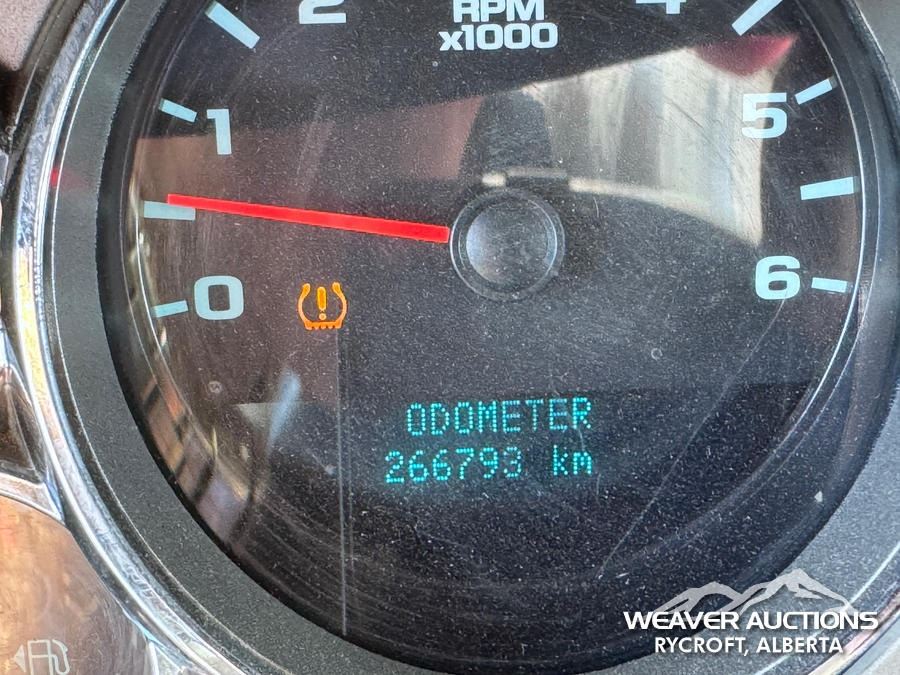 2
RPM
4
x1000
1
5
0
6
ODOMETER
266793 km
WEAVER AUCTIONS
RYCROFT, ALBERTA